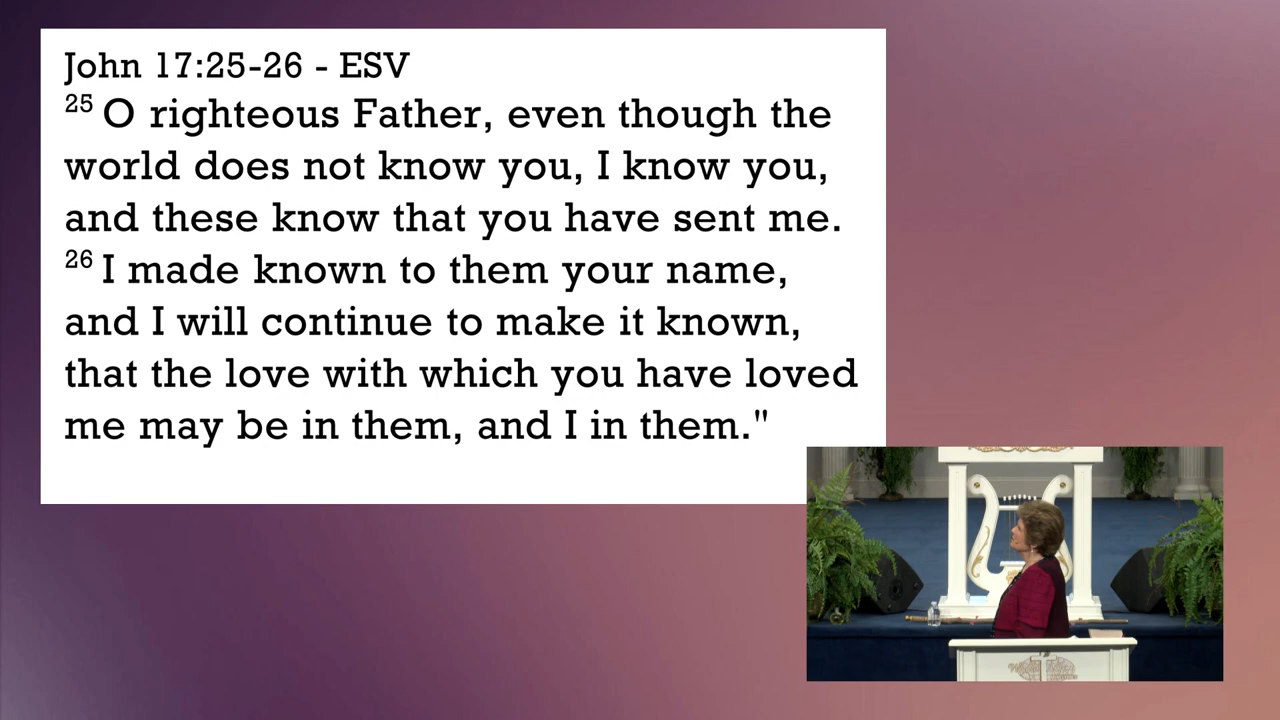 John 17:25-26 - ESV
25 O righteous Father, even though the
world does not know you, I know you,
and these know that you have sent me.
26 I made known to them your name,
and I will continue to make it known,
that the love with which you have loved
me may be in them, and I in them."